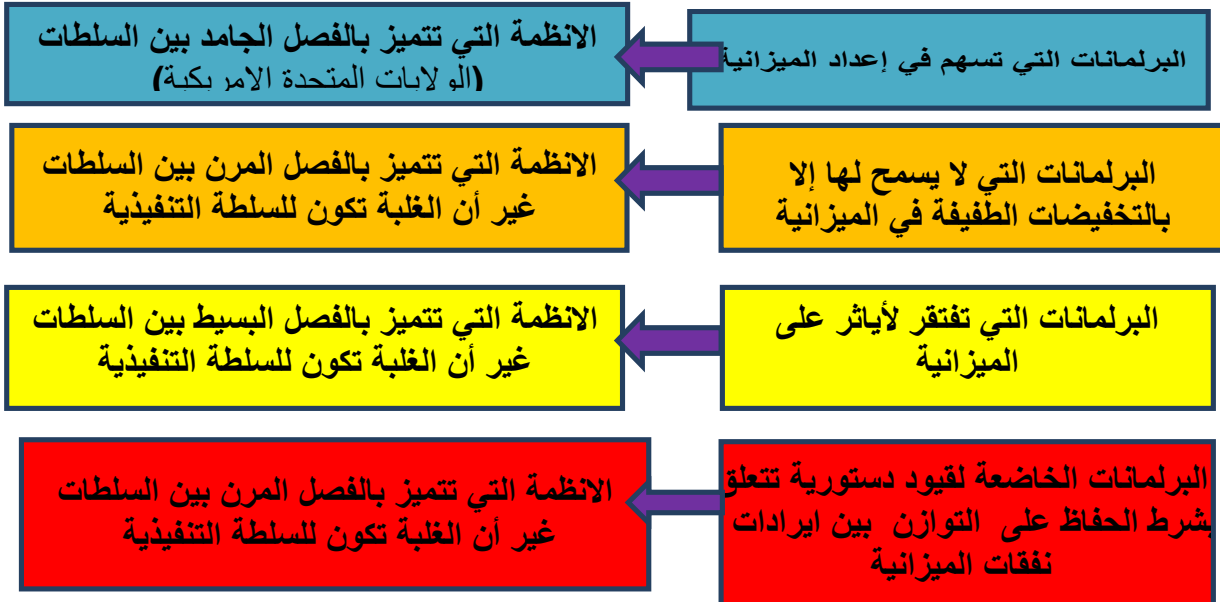 البرلمانات التي تسهم في إعداد الميزانية
الانظمة التي تتميز بالفصل الجامد بين السلطات
(الولايات المتحدة الامريكية)
البرلمانات التي لا يسمح لها إلا
بالتخفيضات الطفيفة في الميزانية
الانظمة التي تتميز بالفصل المرن بين السلطات
غير أن الغلبة تكون للسلطة التنفيذية
البرلمانات التي تفتقر لأياثر على
الميزانية
الانظمة التي تتميز بالفصل البسيط بين السلطات
غير أن الغلبة تكون للسلطة التنفيذية
البرلمانات الخاضعة لقيود دستورية تتعلق
بشرط الحفاظ على التوازن بين ايرادات
نفقات الميزانية
الانظمة التي تتميز بالفصل المرن بين السلطات
غير أن الغلبة تكون للسلطة التنفيذية